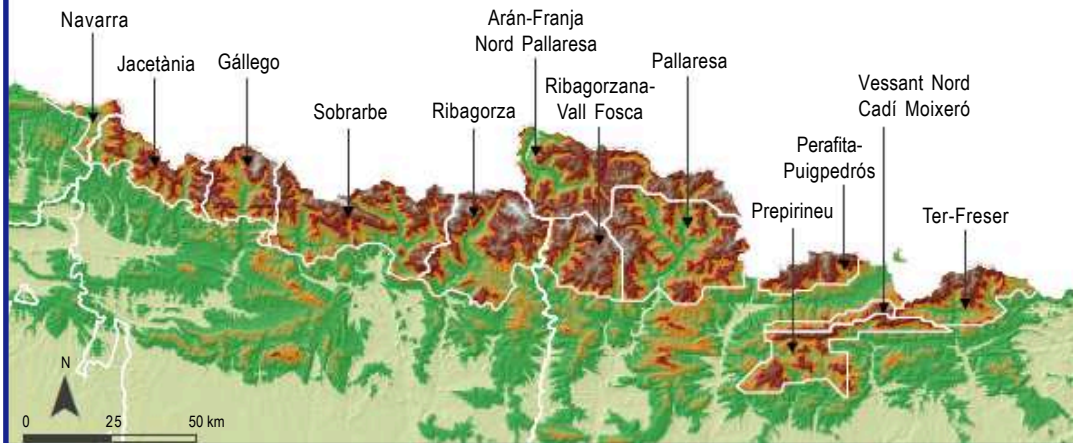 Navarra
Jacetània
Gállego
Sobrarbe
Ribagorza
Arán-Franja
Nord Pallaresa
Ribagorzana-
Vall Fosca
Pallaresa
Vessant Nord
Cadí Moixeró
Perafita-
Puigpedrós
Prepirineu
Ter-Freser
N
0 25 50 km